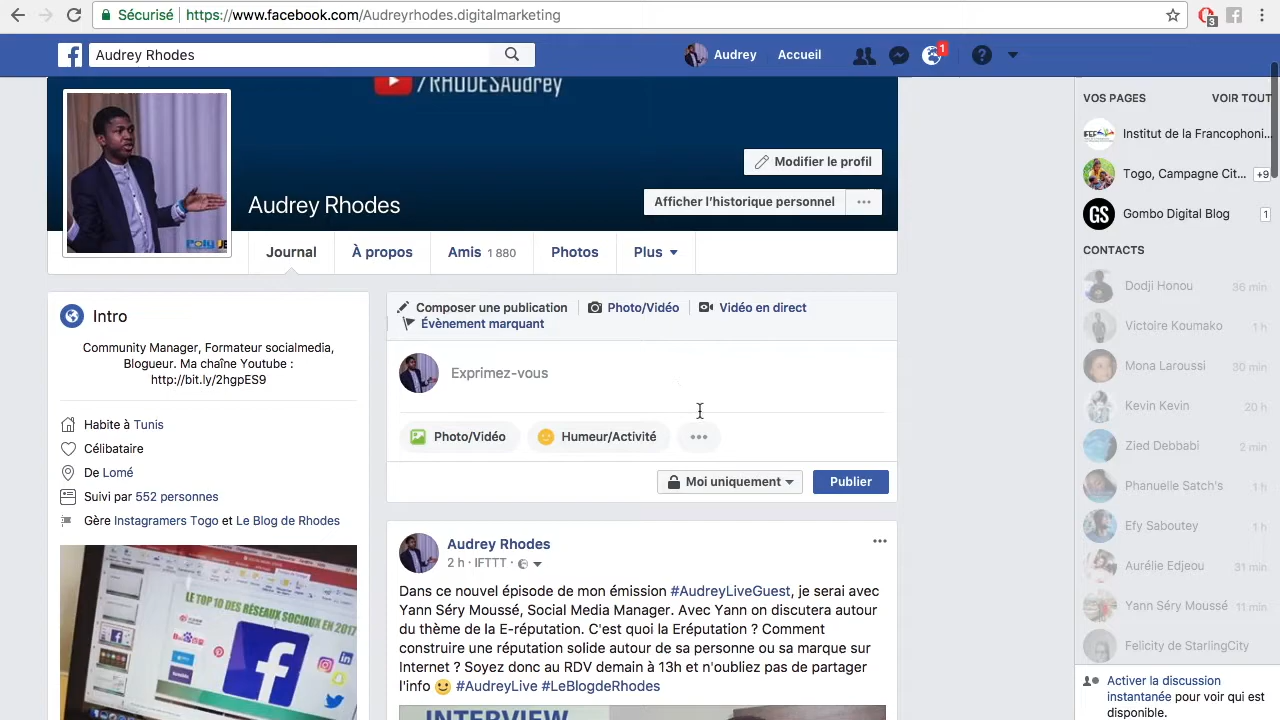 Sécurisé https://www.facebook.com/Audreyrhodes.digitalmarketing
3
Audrey Rhodes
Audrey
Accueil
1
/RHODESAudrey
Modifier le profil
Audrey Rhodes
Afficher l'historique personnel
Journal
À propos
Amis 1 880
Photos
Plus
Intro
Community Manager, Formateur socialmedia,
Blogueur. Ma chaîne Youtube :
http://bit.ly/2hgpES9
Habite à Tunis
Célibataire
De Lomé
Suivi par 552 personnes
Gère Instagramers Togo et Le Blog de Rhodes
LE TOP 10 DES RÉSEAUX SOCIAUX EN 2017
Composer une publication
Photo/Vidéo
Vidéo en direct
Évènement marquant
Exprimez-vous
Photo/Vidéo
Humeur/Activité
Moi uniquement
Publier
Audrey Rhodes
2 h · IFTTT ·
Dans ce nouvel épisode de mon émission #AudreyLiveGuest, je serai avec
Yann Séry Moussé, Social Media Manager. Avec Yann on discutera autour
du thème de la E-réputation. C'est quoi la Eréputation ? Comment
construire une réputation solide autour de sa personne ou sa marque sur
Internet ? Soyez donc au RDV demain à 13h et n'oubliez pas de partager
l'info #AudreyLive #LeBlogdeRhodes
INTERVIEW
VOS PAGES
VOIR TOUT
Institut de la Francophoni...
Togo, Campagne Cit...
+9
GS
Gombo Digital Blog
1
CONTACTS
Dodji Honou 36 min
Victoire Koumako 1 h
Mona Laroussi 30 min
Kevin Kevin 20 h
Zied Debbabi 2 min
Phanuelle Satch's 1 h
Efy Saboutey 1 h
Aurélie Edjeou 31 min
Yann Séry Moussé 11 min
Felicity de StarlingCity
Activer la discussion
instantanée pour voir qui est
disponible.